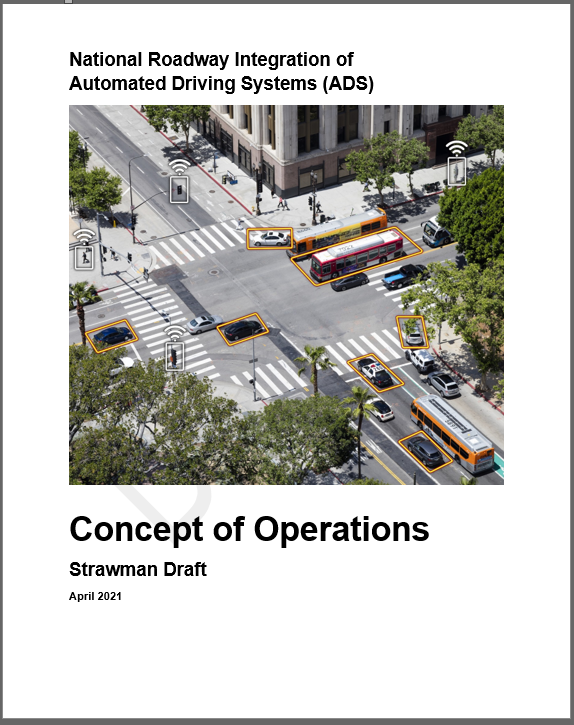 National Roadway Integration of
Automated Driving Systems (ADS)
Concept of Operations
Strawman Draft
April 2021